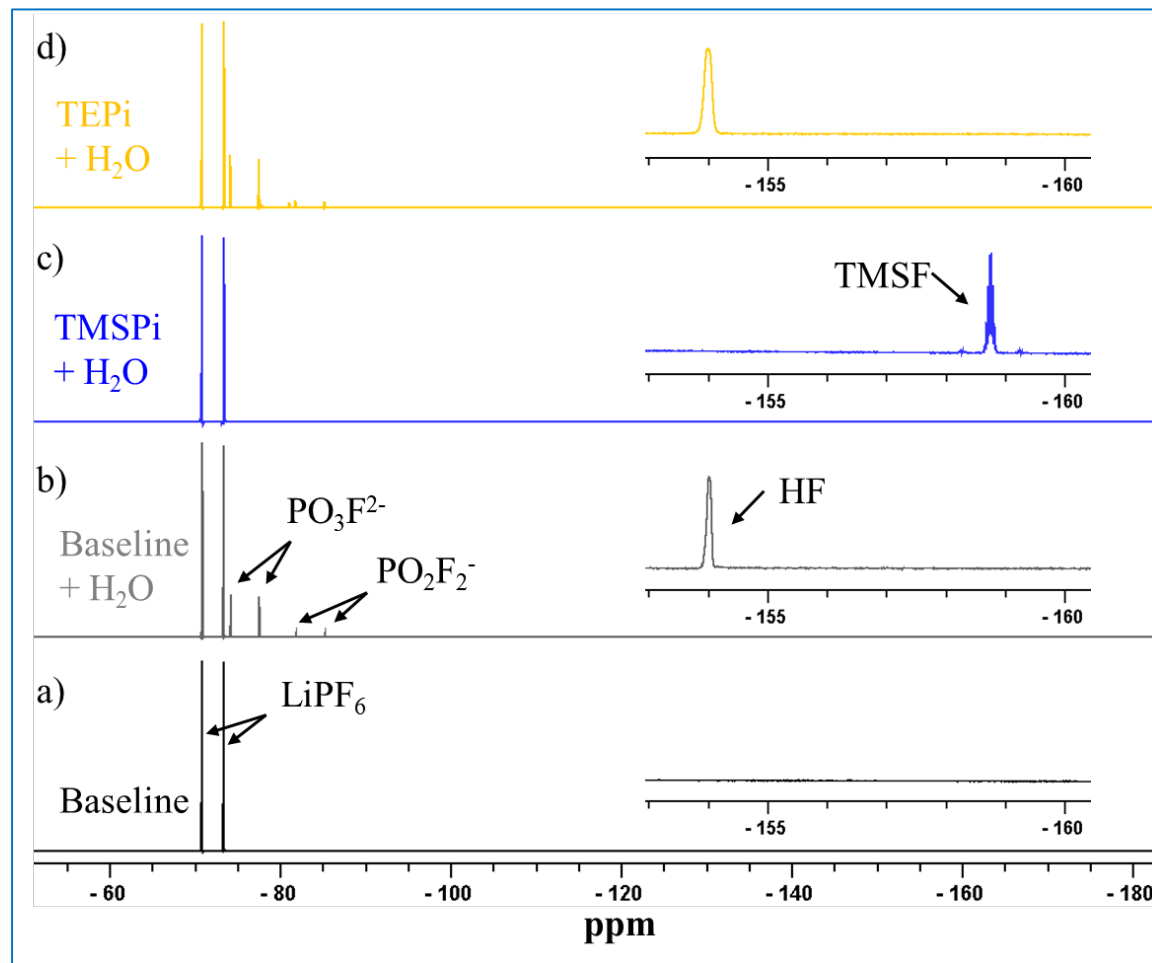 d)
TEPi
+ H₂O
- 155
- 160
c)
TMSPi
+ H₂O
TMSF
- 155
- 160
b)
Baseline
+ H₂O
PO₃F²⁻
PO₂F₂⁻
HF
- 155
- 160
a)
LiPF₆
Baseline
- 155
- 160
- 60
- 80
- 100
- 120
- 140
- 160
- 180
ppm